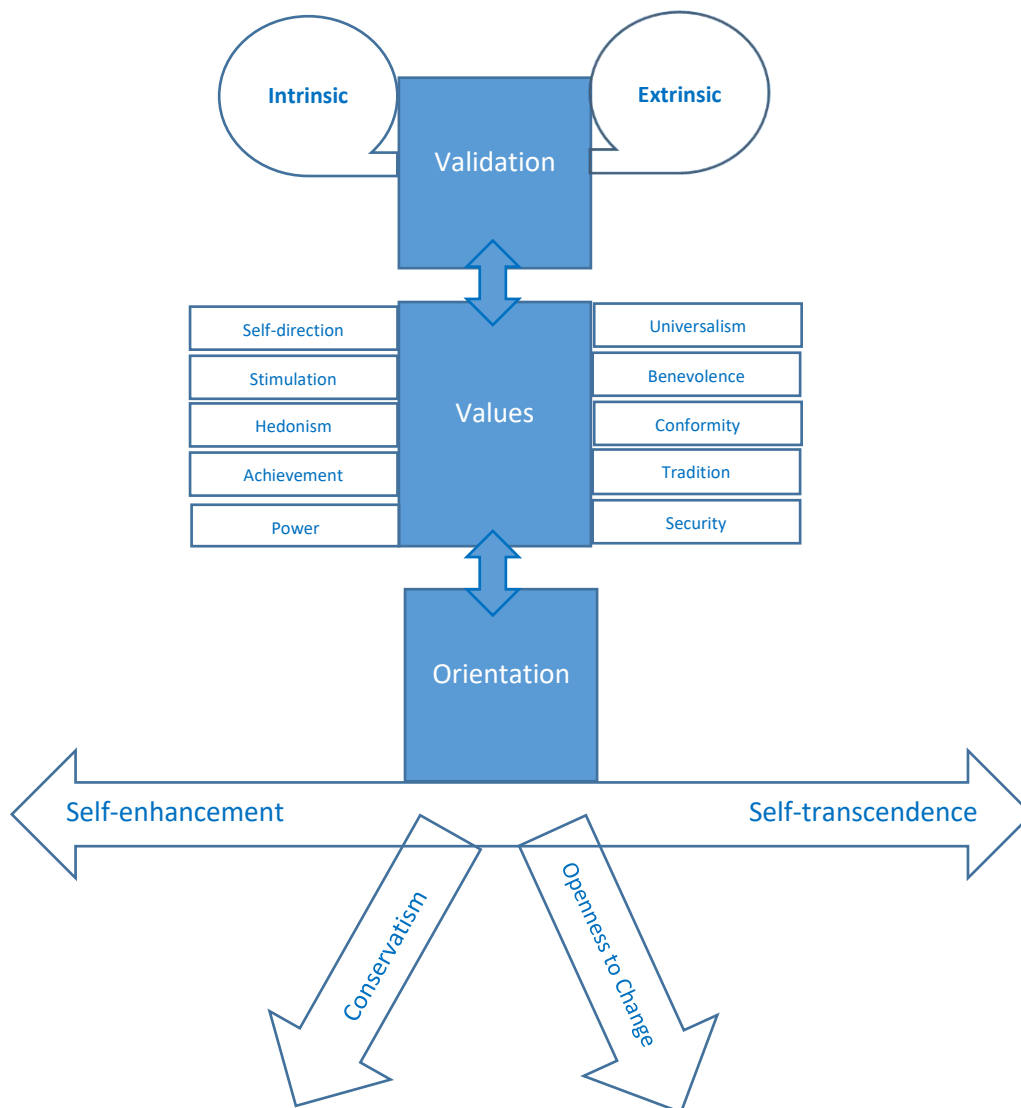 Intrinsic
Extrinsic
Validation
Self-direction
Stimulation
Hedonism
Achievement
Power
Values
Universalism
Benevolence
Conformity
Tradition
Security
Orientation
Self-enhancement
Self-transcendence
Conservatism
Openness to Change